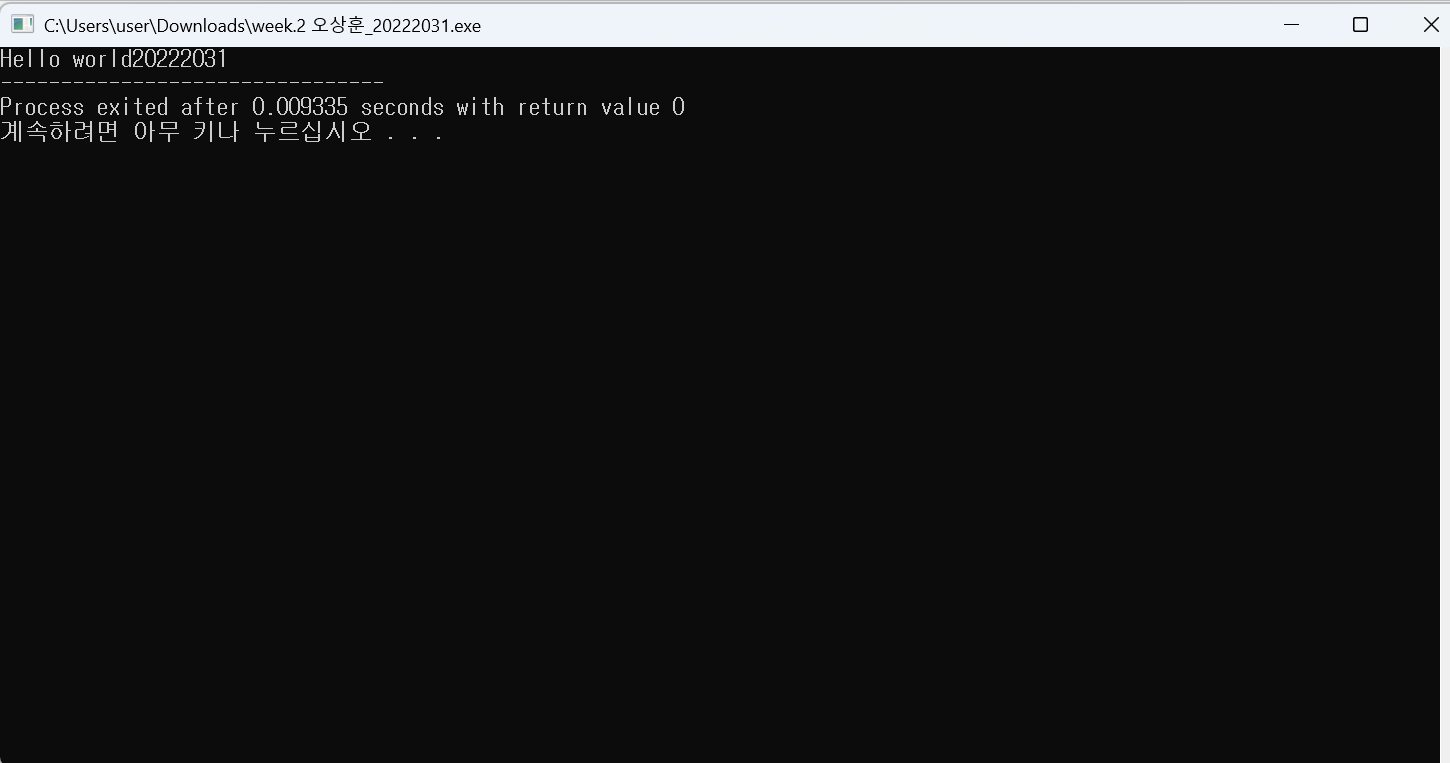 C:\Users\user\Downloads\week.2 오상훈_20222031.exe
Hello world20222031
--------------------------------
Process exited after 0.009335 seconds with return value 0
계속하려면 아무 키나 누르십시오 . . .